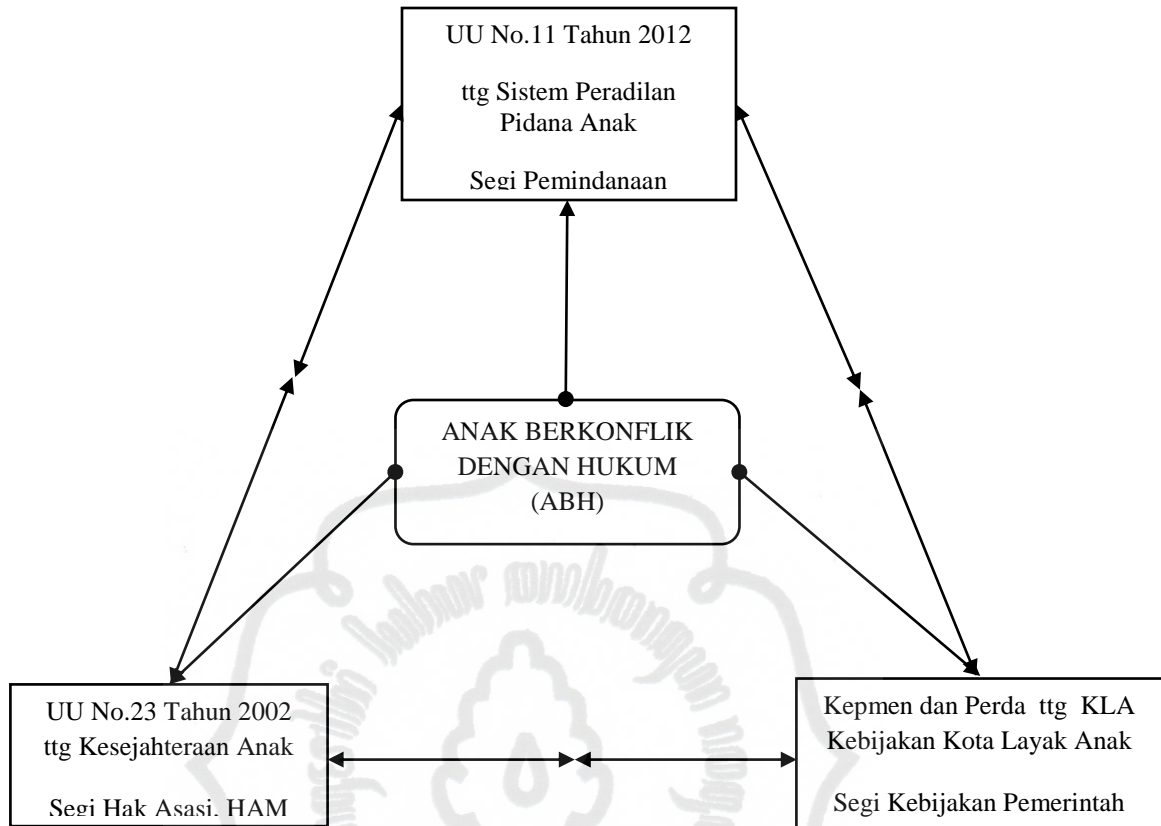 UU No.11 Tahun 2012
ttg Sistem Peradilan
Pidana Anak
Segi Pemindanaan
ANAK BERKONFLIK
DENGAN HUKUM
(ABH)
UU No.23 Tahun 2002
ttg Kesejahteraan Anak
Segi Hak Asasi, HAM
Kepmen dan Perda ttg KLA
Kebijakan Kota Layak Anak
Segi Kebijakan Pemerintah